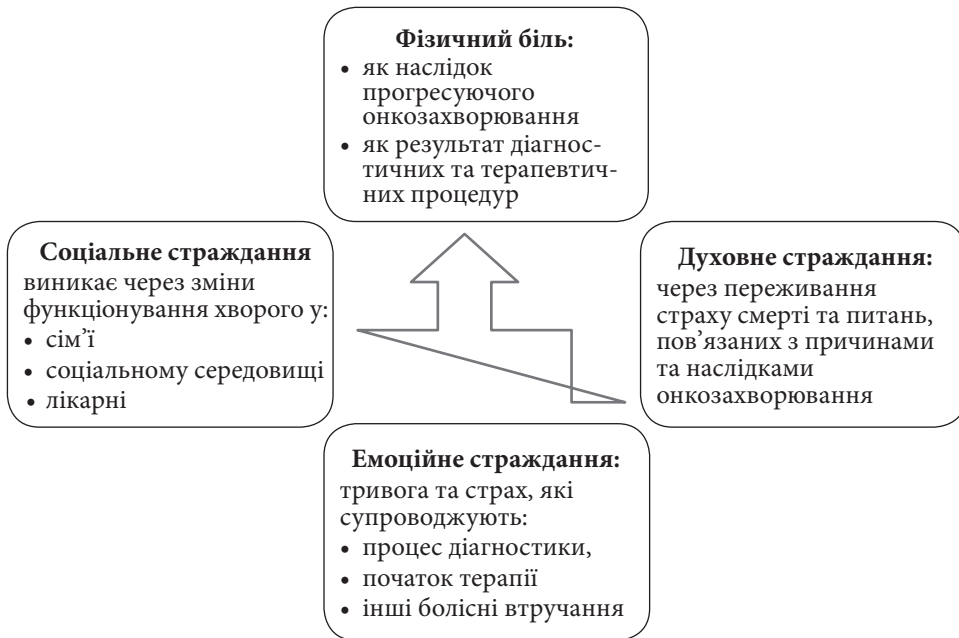 Фізичний біль:
• як наслідок
прогресуючого
онкозахворювання
• як результат діагнос-
тичних та терапевтич-
них процедур
Соціальне страждання
виникає через зміни
функціонування хворого у:
• сім’ї
• соціальному середовищі
• лікарні
Духовне страждання:
через переживання
страху смерті та питань,
пов’язаних з причинами
та наслідками
онкозахворювання
Емоційне страждання:
тривога та страх, які
супроводжують:
• процес діагностики,
• початок терапії
• інші болісні втручання